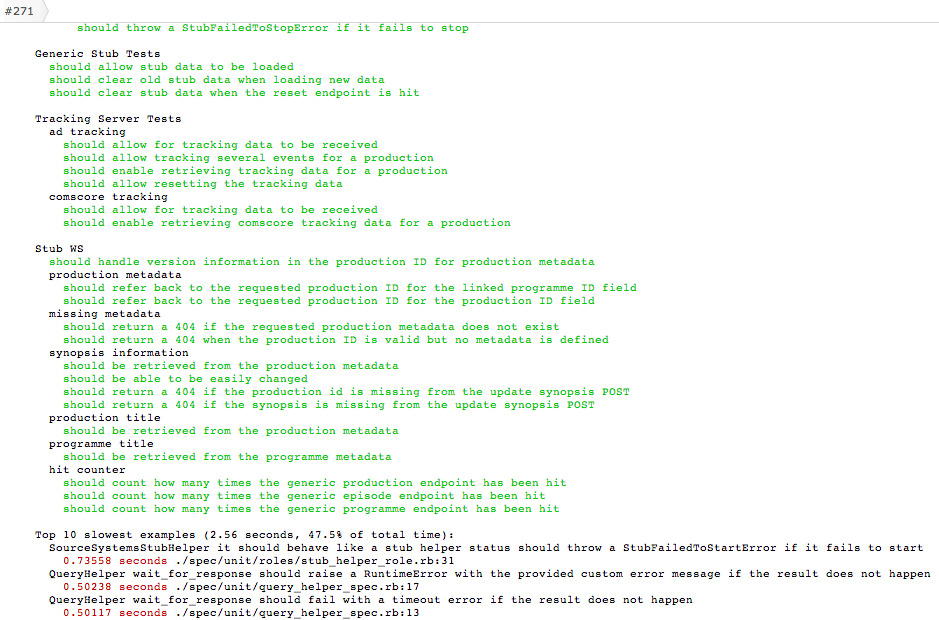 #271
should throw a StubFailedToStopError if it fails to stop
Generic Stub Tests
should allow stub data to be loaded
should clear old stub data when loading new data
should clear stub data when the reset endpoint is hit
Tracking Server Tests
ad tracking
should allow for tracking data to be received
should allow tracking several events for a production
should enable retrieving tracking data for a production
should allow resetting the tracking data
comscore tracking
should allow for tracking data to be received
should enable retrieving comscore tracking data for a production
Stub WS
should handle version information in the production ID for production metadata
production metadata
should refer back to the requested production ID for the linked programme ID field
should refer back to the requested production ID for the production ID field
missing metadata
should return a 404 if the requested production metadata does not exist
should return a 404 when the production ID is valid but no metadata is defined
synopsis information
should be retrieved from the production metadata
should be able to be easily changed
should return a 404 if the production id is missing from the update synopsis POST
should return a 404 if the synopsis is missing from the update synopsis POST
production title
should be retrieved from the production metadata
programme title
should be retrieved from the programme metadata
hit counter
should count how many times the generic production endpoint has been hit
should count how many times the generic episode endpoint has been hit
should count how many times the generic programme endpoint has been hit
Top 10 slowest examples (2.56 seconds, 47.5% of total time):
SourceSystemsStubHelper it should behave like a stub helper status should throw a StubFailedToStartError if it fails to start
0.73558 seconds ./spec/unit/roles/stub_helper_role.rb:31
QueryHelper wait_for_response should raise a RuntimeError with the provided custom error message if the result does not happen
0.50238 seconds ./spec/unit/query_helper_spec.rb:17
QueryHelper wait_for_response should fail with a timeout error if the result does not happen
0.50117 seconds ./spec/unit/query_helper_spec.rb:13